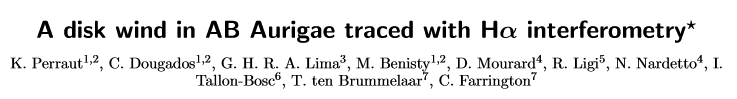 A disk wind in AB Aurigae traced with Hα interferometry⋆
K. Perraut¹,², C. Dougados¹,², G. H. R. A. Lima³, M. Benisty¹,², D. Mourard⁴, R. Ligi⁵, N. Nardetto⁴, I.
Tallon-Bosc⁶, T. ten Brummelaar⁷, C. Farrington⁷